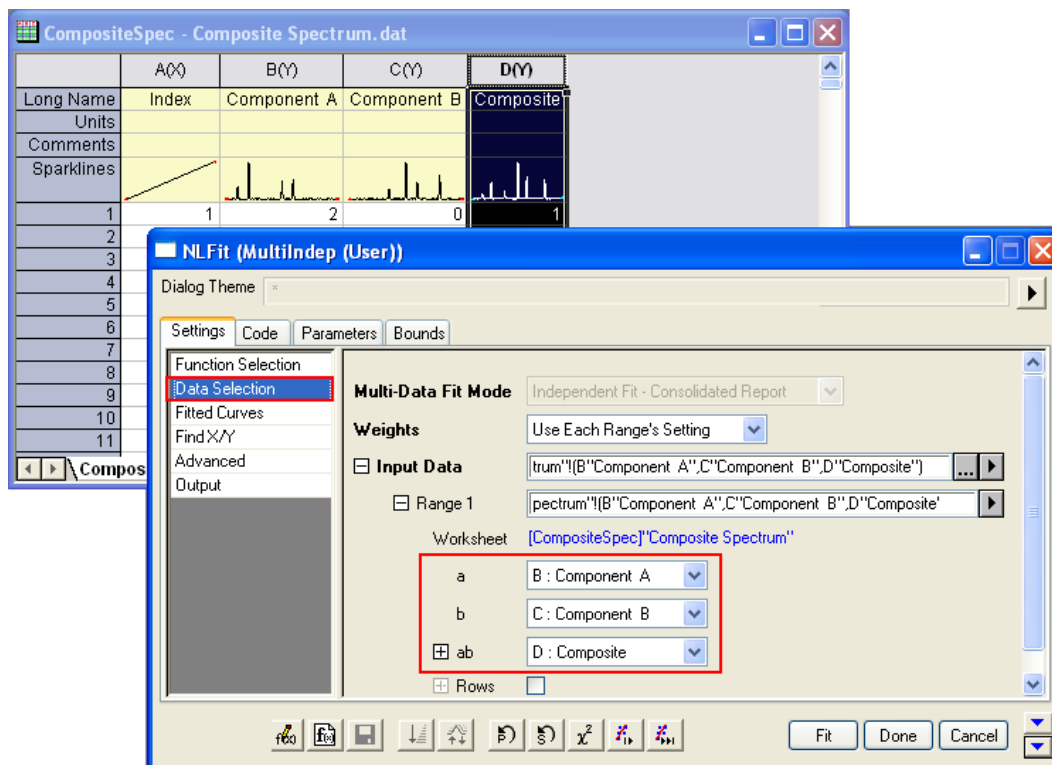 CompositeSpec - Composite Spectrum.dat
A(X) B(Y) C(Y) D(Y)
Long Name Index Component A Component B Composite
Units
Comments
Sparklines
1 1 2 0 1
2
3
4
5
6
7
8
9
10
11
Compos
NLFit (MultiIndep (User))
Dialog Theme *
Settings Code Parameters Bounds
Function Selection
Data Selection
Fitted Curves
Find X/Y
Advanced
Output
Multi-Data Fit Mode Independent Fit - Consolidated Report
Weights Use Each Range's Setting
Input Data trum"!(B"Component A",C"Component B",D"Composite") ...
Range 1 pectrum"!(B"Component A",C"Component B",D"Composite'
Worksheet [CompositeSpec]"Composite Spectrum"
a B : Component A
b C : Component B
ab D : Composite
Rows
Fit Done Cancel